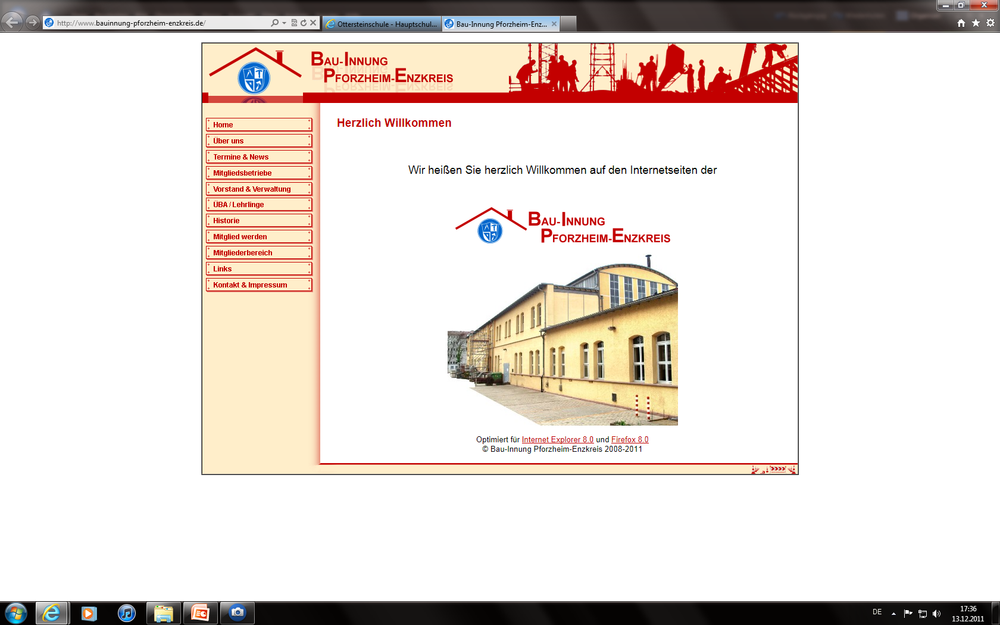 http://www.bauinnung-pforzheim-enzkreis.de/
Ottersteinschule - Hauptschul...
Bau-Innung Pforzheim-Enz...
BAU-INNUNG
PFORZHEIM-ENZKREIS
Home
Über uns
Termine & News
Mitgliedsbetriebe
Vorstand & Verwaltung
ÜBA / Lehrlinge
Historie
Mitglied werden
Mitgliederbereich
Links
Kontakt & Impressum
Herzlich Willkommen
Wir heißen Sie herzlich Willkommen auf den Internetseiten der
BAU-INNUNG
PFORZHEIM-ENZKREIS
Optimiert für Internet Explorer 8.0 und Firefox 8.0
© Bau-Innung Pforzheim-Enzkreis 2008-2011
DE
17:36
13.12.2011